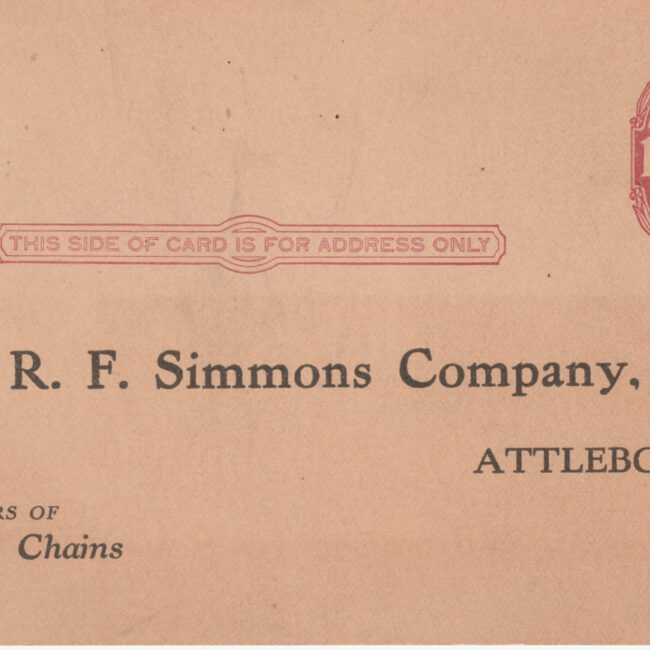 THIS SIDE OF CARD IS FOR ADDRESS ONLY
R. F. Simmons Company,
ATTLEBO
RS OF
Chains